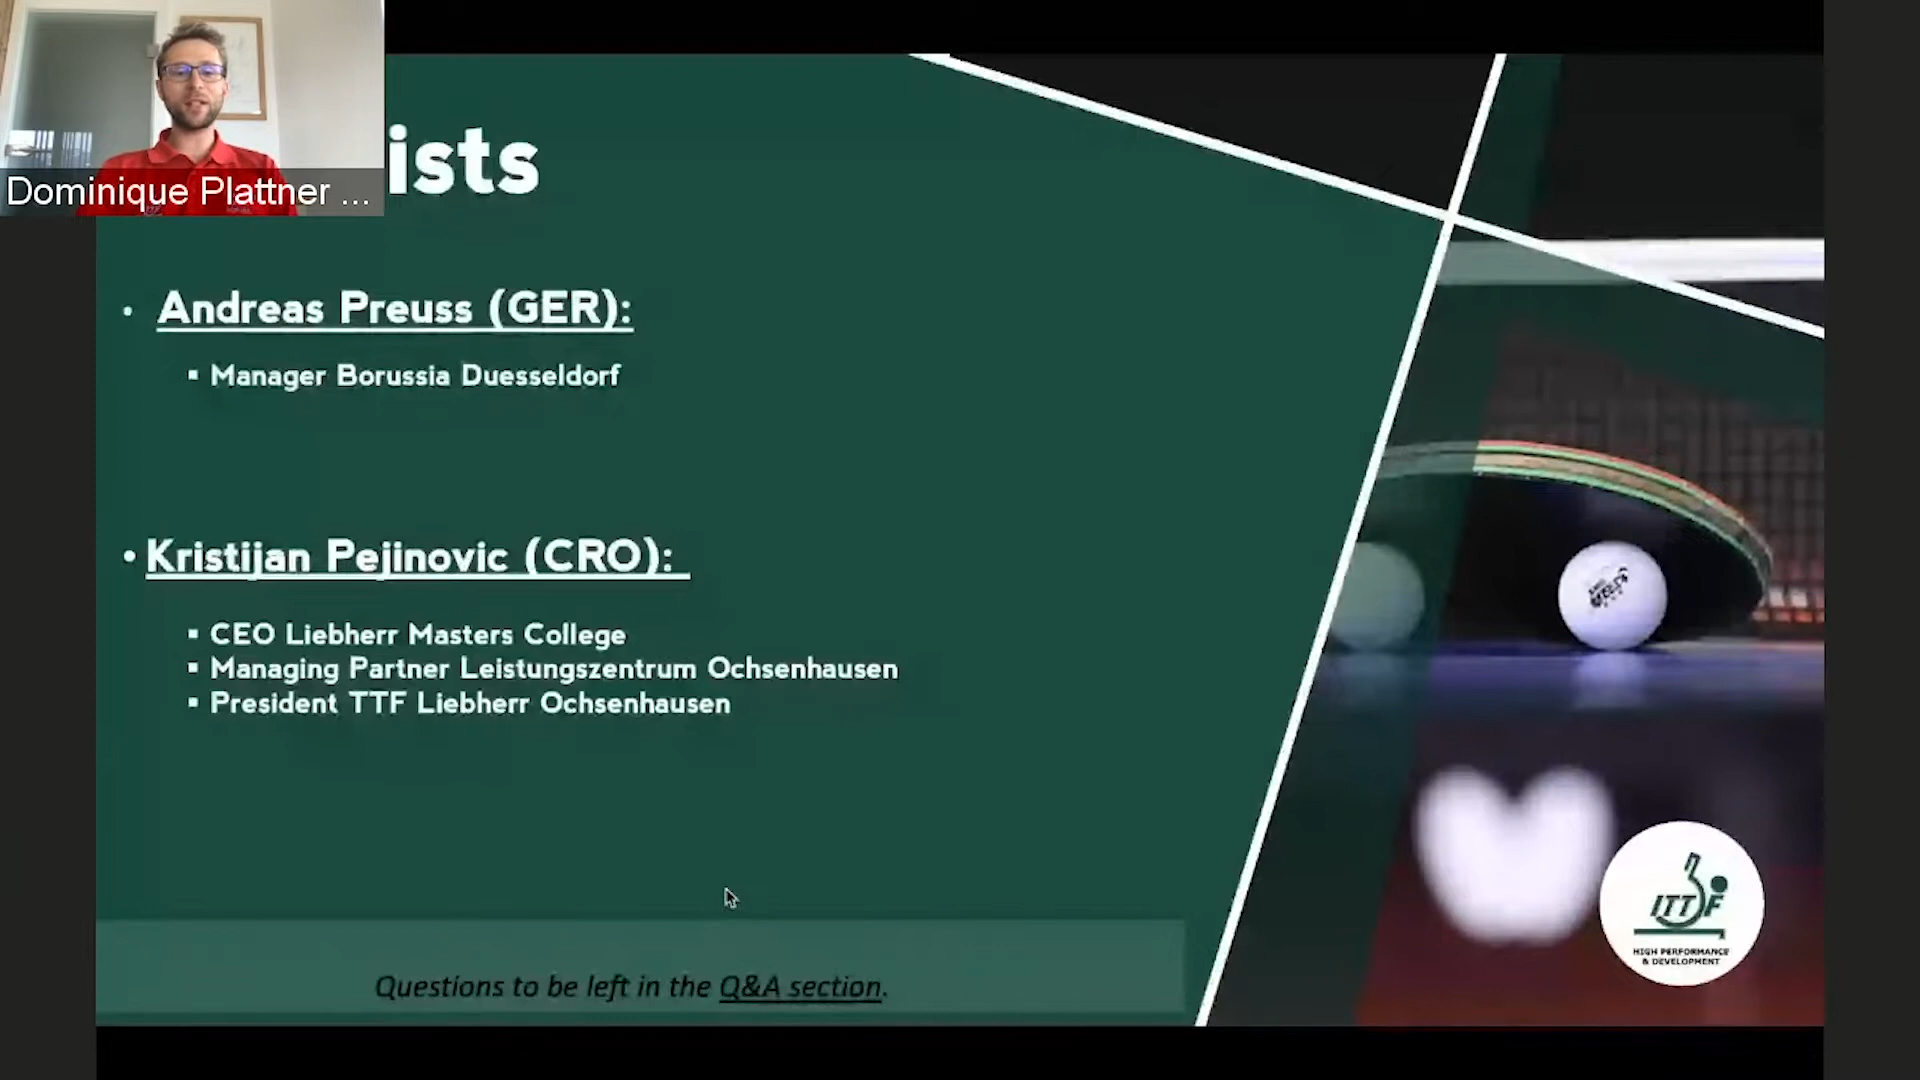 Dominique Plattner ...
ists
• Andreas Preuss (GER):
▪ Manager Borussia Duesseldorf
• Kristijan Pejinovic (CRO):
▪ CEO Liebherr Masters College
▪ Managing Partner Leistungszentrum Ochsenhausen
▪ President TTF Liebherr Ochsenhausen
Questions to be left in the Q&A section.
ITTF
HIGH PERFORMANCE
& DEVELOPMENT